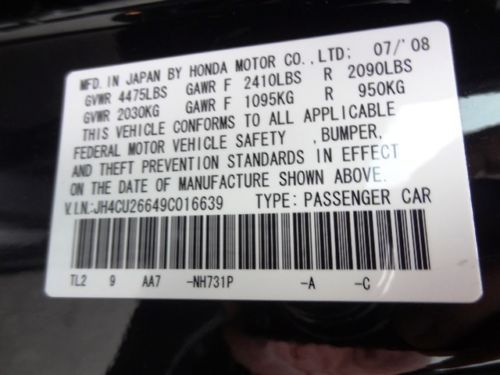 MFD. IN JAPAN BY HONDA MOTOR CO., LTD: 07/'08
GVWR 4475LBS GAWR F 2410LBS R 2090LBS
GVWR 2030KG GAWR F 1095KG R 950KG
THIS VEHICLE CONFORMS TO ALL APPLICABLE
FEDERAL MOTOR VEHICLE SAFETY , BUMPER,
AND THEFT PREVENTION STANDARDS IN EFFECT
ON THE DATE OF MANUFACTURE SHOWN ABOVE.
V.I.N.:JH4CU26649C016639 TYPE: PASSENGER CAR
TL2 9 AA7 -NH731P -A -C